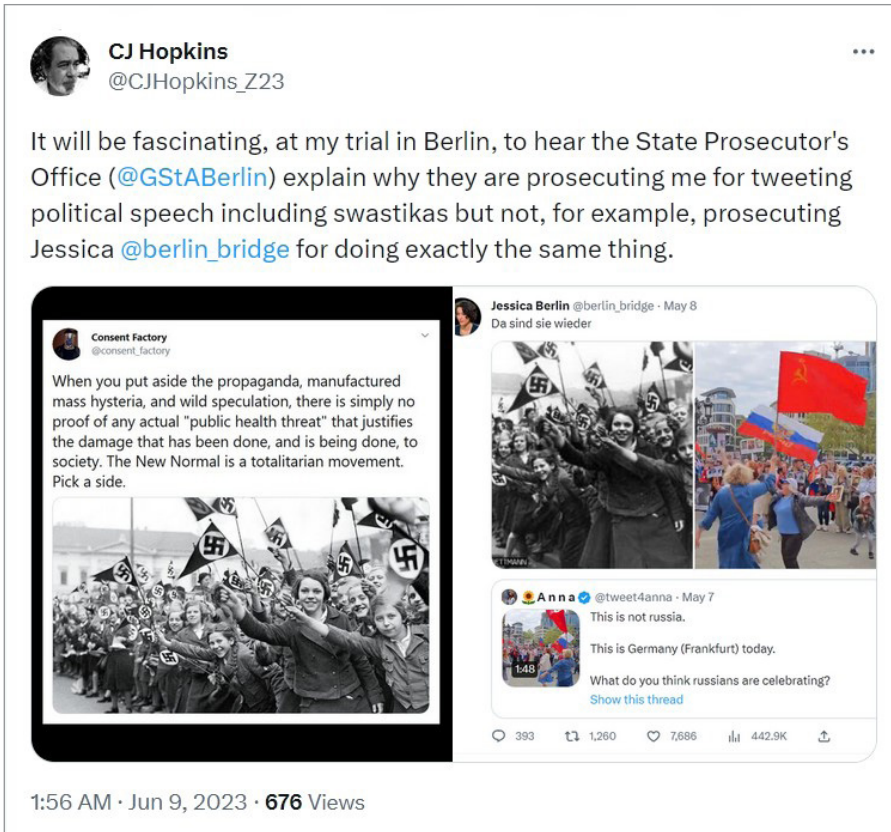 CJ Hopkins
@CJHopkins_Z23
It will be fascinating, at my trial in Berlin, to hear the State Prosecutor's
Office (@GStABerlin) explain why they are prosecuting me for tweeting
political speech including swastikas but not, for example, prosecuting
Jessica @berlin_bridge for doing exactly the same thing.
Consent Factory
@consent_factory
When you put aside the propaganda, manufactured
mass hysteria, and wild speculation, there is simply no
proof of any actual "public health threat" that justifies
the damage that has been done, and is being done, to
society. The New Normal is a totalitarian movement.
Pick a side.
Jessica Berlin @berlin_bridge · May 8
Da sind sie wieder
ETTMANN
Anna @tweet4anna · May 7
This is not russia.
This is Germany (Frankfurt) today.
What do you think russians are celebrating?
Show this thread
1:48
393 1,260 7,686 442.9K
1:56 AM · Jun 9, 2023 · 676 Views